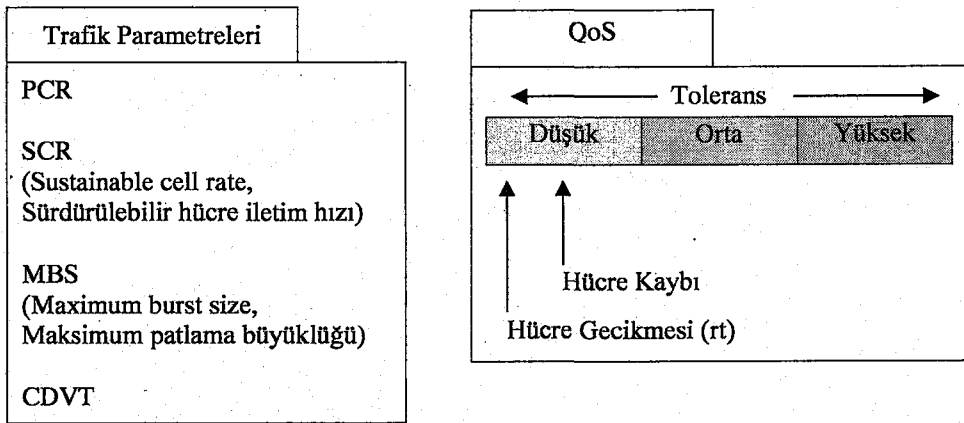 Trafik Parametreleri
PCR
SCR
(Sustainable cell rate,
Sürdürülebilir hücre iletim hızı)
MBS
(Maximum burst size,
Maksimum patlama büyüklüğü)
CDVT
QoS
Tolerans
Düşük Orta Yüksek
Hücre Kaybı
Hücre Gecikmesi (rt)